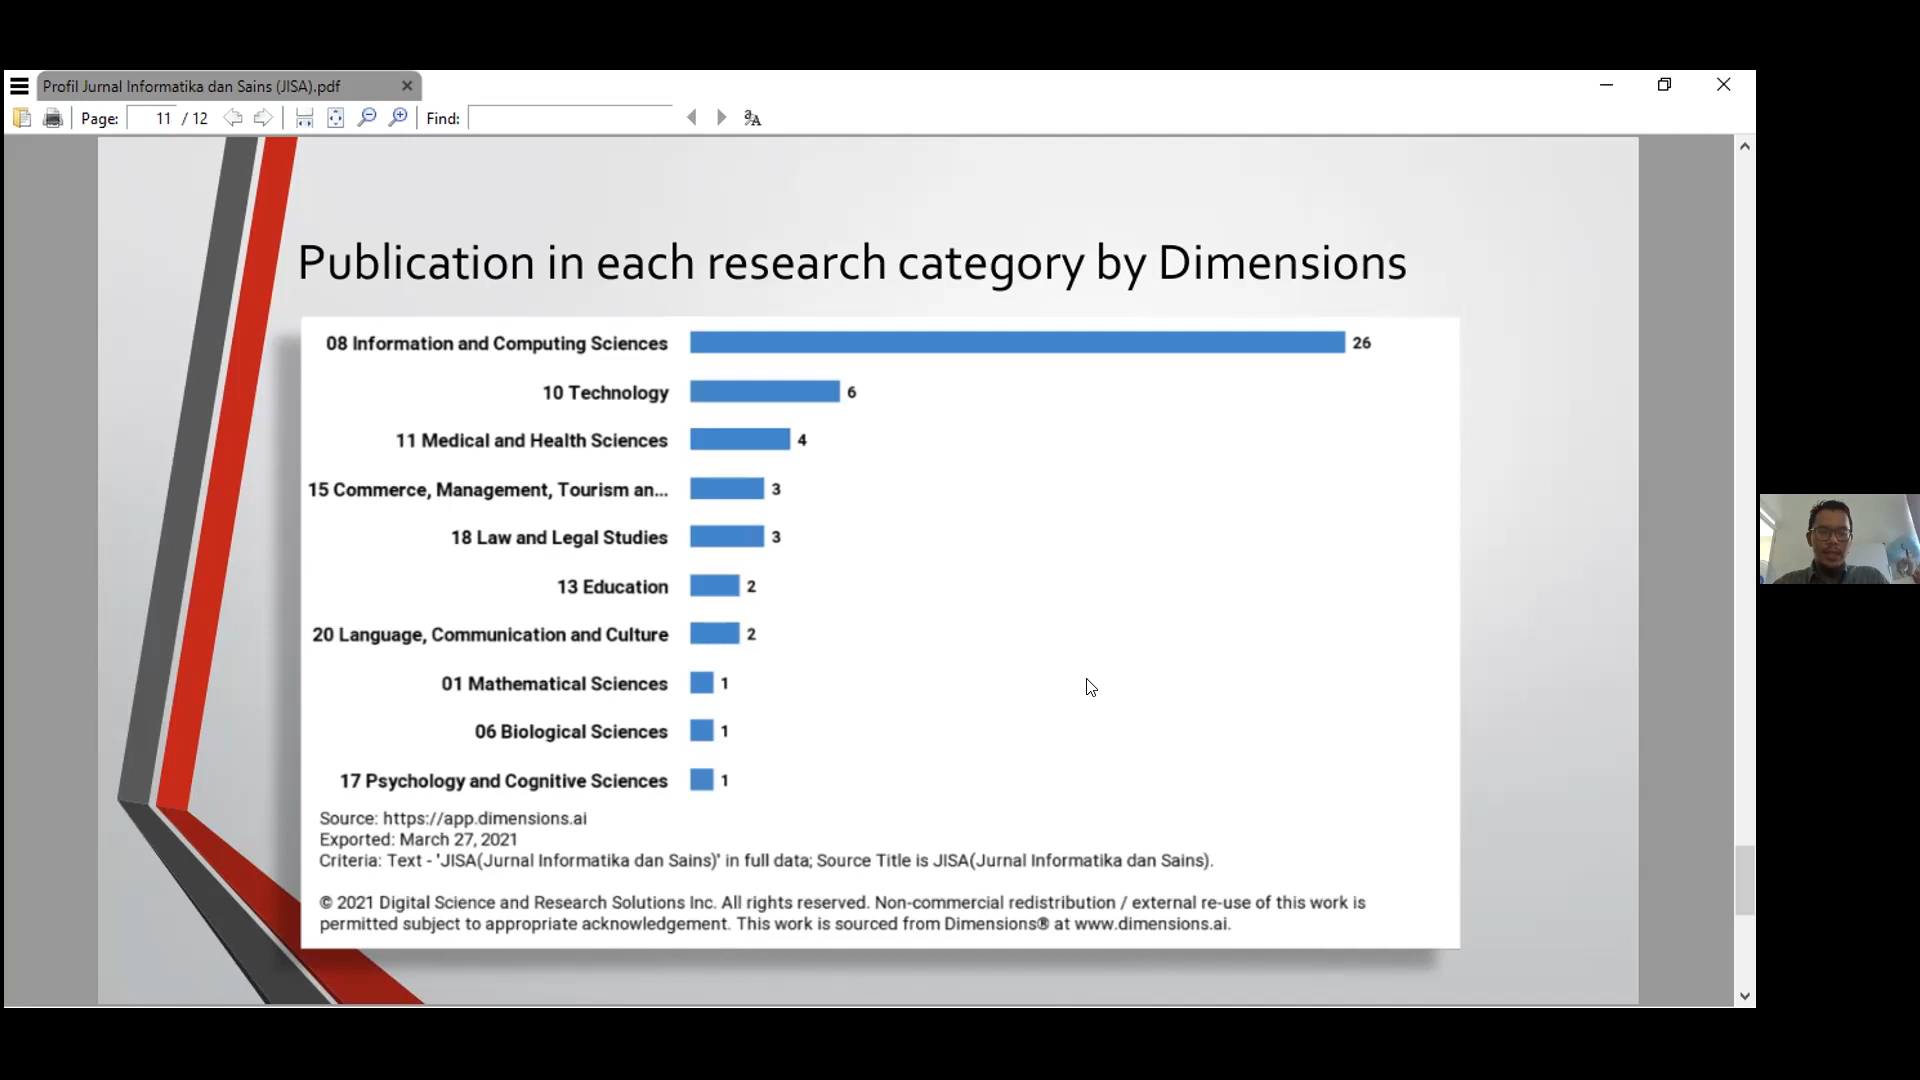 Profil Jurnal Informatika dan Sains (JISA).pdf
Page: 11 / 12 Find:
Publication in each research category by Dimensions
08 Information and Computing Sciences 26
10 Technology 6
11 Medical and Health Sciences 4
15 Commerce, Management, Tourism an... 3
18 Law and Legal Studies 3
13 Education 2
20 Language, Communication and Culture 2
01 Mathematical Sciences 1
06 Biological Sciences 1
17 Psychology and Cognitive Sciences 1
Source: https://app.dimensions.ai
Exported: March 27, 2021
Criteria: Text - 'JISA(Jurnal Informatika dan Sains)' in full data; Source Title is JISA(Jurnal Informatika dan Sains).
© 2021 Digital Science and Research Solutions Inc. All rights reserved. Non-commercial redistribution / external re-use of this work is
permitted subject to appropriate acknowledgement. This work is sourced from Dimensions® at www.dimensions.ai.